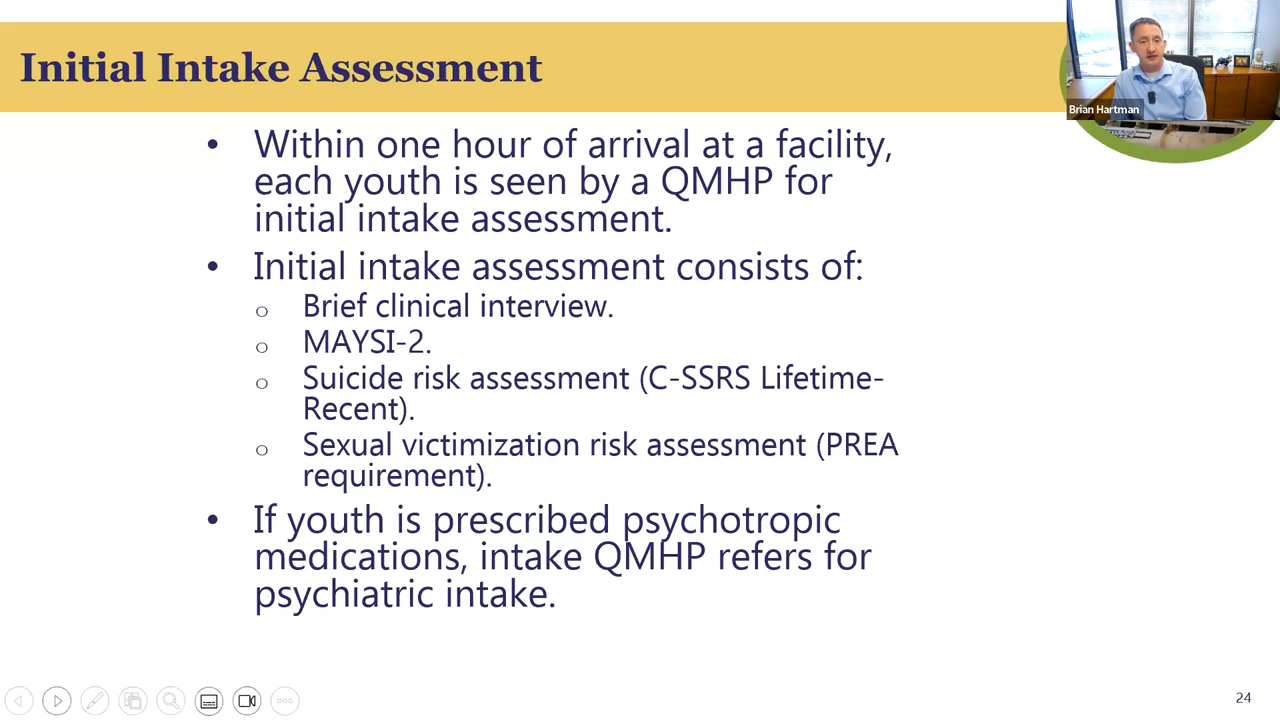 Initial Intake Assessment
Brian Hartman
• Within one hour of arrival at a facility,
each youth is seen by a QMHP for
initial intake assessment.
• Initial intake assessment consists of:
o Brief clinical interview.
o MAYSI-2.
o Suicide risk assessment (C-SSRS Lifetime-
Recent).
o Sexual victimization risk assessment (PREA
requirement).
• If youth is prescribed psychotropic
medications, intake QMHP refers for
psychiatric intake.
24